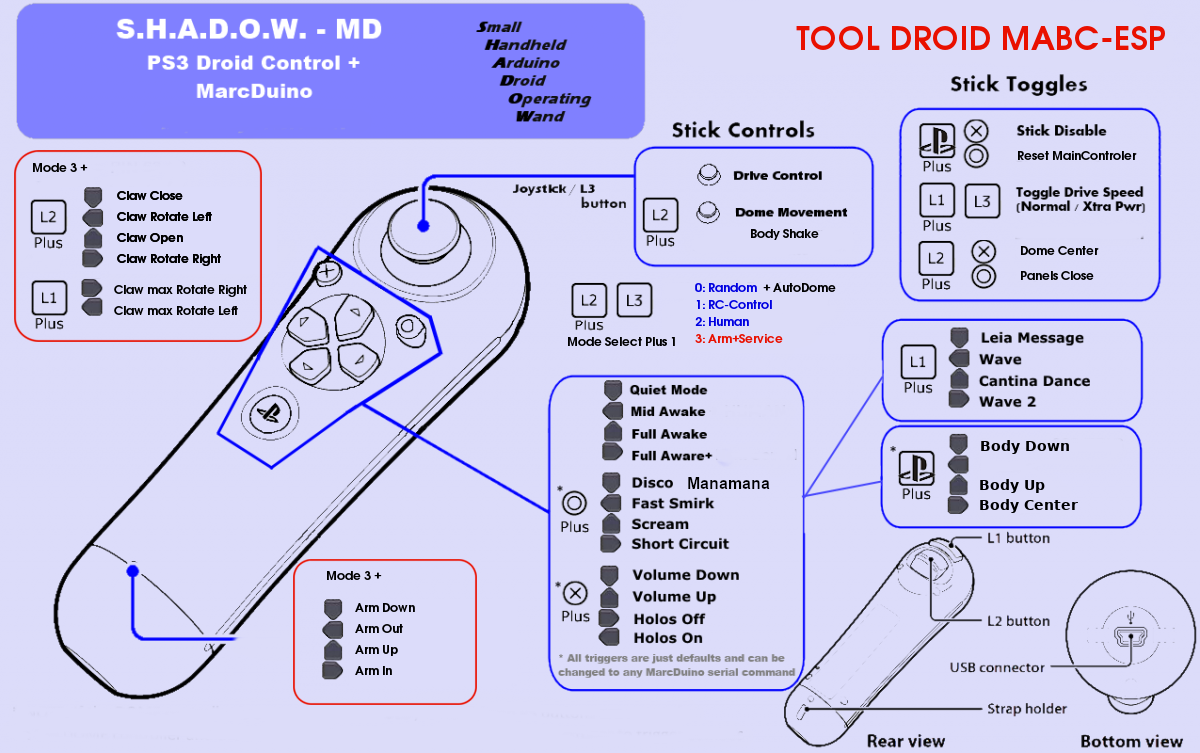 S.H.A.D.O.W. - MD
PS3 Droid Control +
MarcDuino
Small
Handheld
Arduino
Droid
Operating
Wand
TOOL DROID MABC-ESP
Stick Toggles
Stick Disable
Reset MainControler
Plus
L1
L3
Plus
Toggle Drive Speed
(Normal / Xtra Pwr)
L2
Plus
Dome Center
Panels Close
Stick Controls
Drive Control
L2
Plus
Dome Movement
Body Shake
Joystick / L3
button
Mode 3 +
L2
Plus
Claw Close
Claw Rotate Left
Claw Open
Claw Rotate Right
L1
Plus
Claw max Rotate Right
Claw max Rotate Left
L2
L3
Plus
Mode Select Plus 1
0: Random + AutoDome
1: RC-Control
2: Human
3: Arm+Service
L1
Plus
Leia Message
Wave
Cantina Dance
Wave 2
Quiet Mode
Mid Awake
Full Awake
Full Aware+
*
Plus
Disco Manamana
Fast Smirk
Scream
Short Circuit
*
Plus
Volume Down
Volume Up
Holos Off
Holos On
* All triggers are just defaults and can be
changed to any MarcDuino serial command
*
Plus
Body Down
Body Up
Body Center
Mode 3 +
Arm Down
Arm Out
Arm Up
Arm In
L1 button
L2 button
USB connector
Strap holder
Rear view
Bottom view